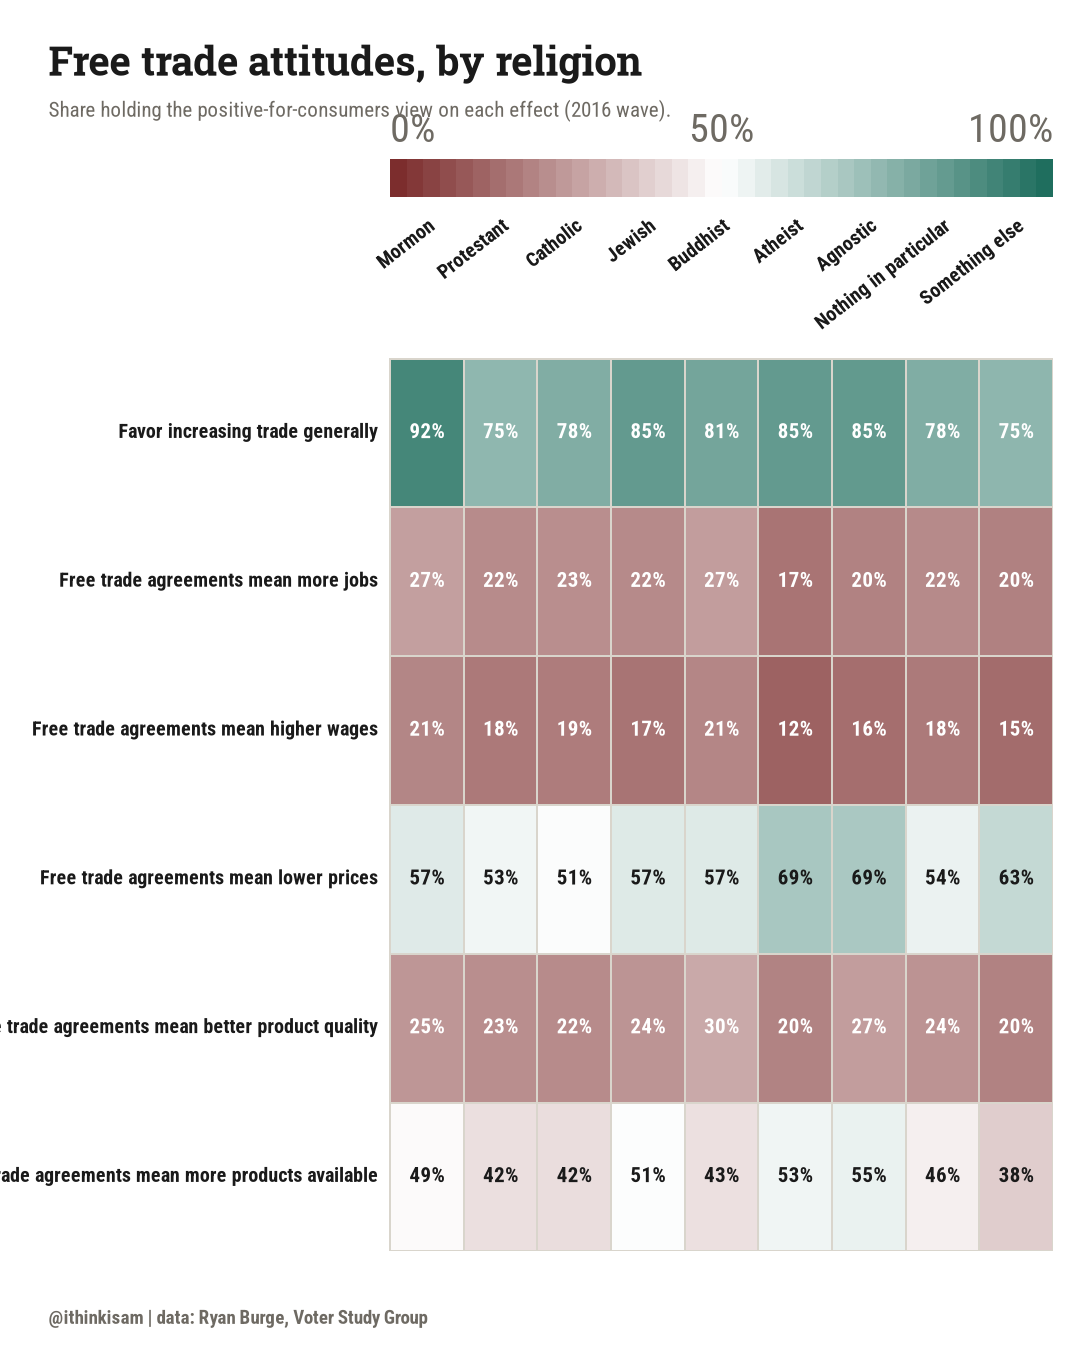 Free trade attitudes, by religion
Share holding the positive-for-consumers view on each effect (2016 wave).
0% 50% 100%
Mormon Protestant Catholic Jewish Buddhist Atheist Agnostic Nothing in particular Something else
Favor increasing trade generally 92% 75% 78% 85% 81% 85% 85% 78% 75%
Free trade agreements mean more jobs 27% 22% 23% 22% 27% 17% 20% 22% 20%
Free trade agreements mean higher wages 21% 18% 19% 17% 21% 12% 16% 18% 15%
Free trade agreements mean lower prices 57% 53% 51% 57% 57% 69% 69% 54% 63%
trade agreements mean better product quality 25% 23% 22% 24% 30% 20% 27% 24% 20%
ade agreements mean more products available 49% 42% 42% 51% 43% 53% 55% 46% 38%
@ithinkisam | data: Ryan Burge, Voter Study Group